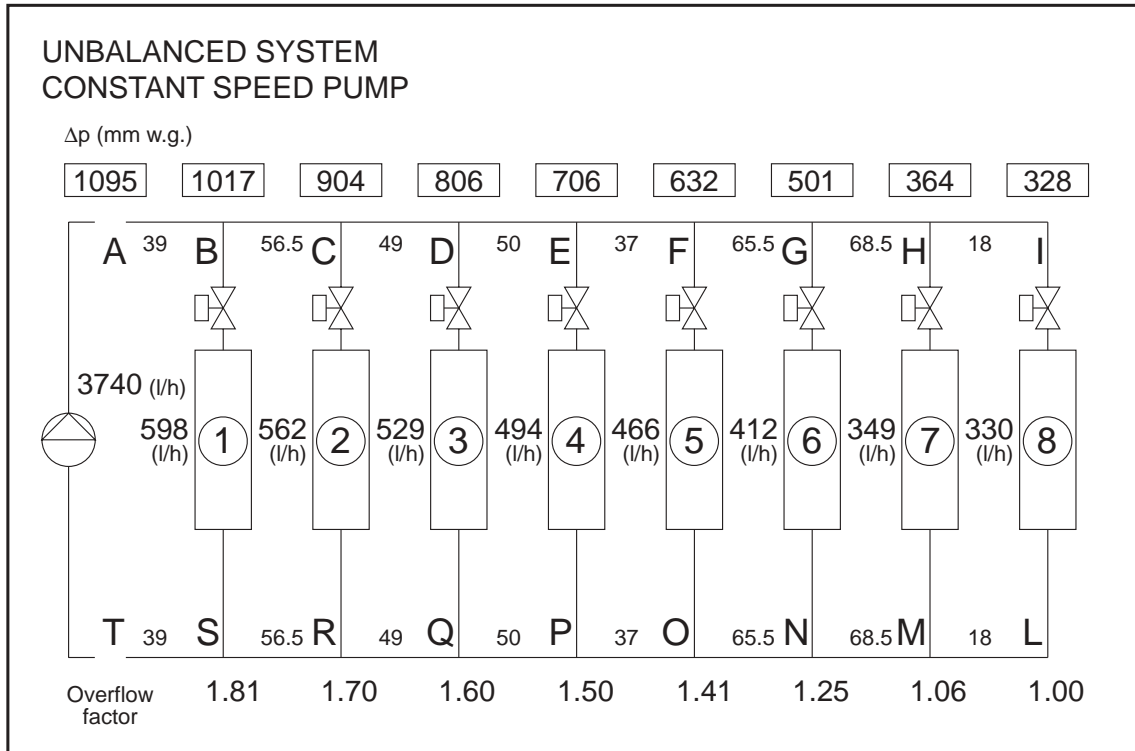 UNBALANCED SYSTEM
CONSTANT SPEED PUMP
Δp (mm w.g.)
1095 1017 904 806 706 632 501 364 328
A 39 B 56.5 C 49 D 50 E 37 F 65.5 G 68.5 H 18 I
3740 (l/h)
598 (l/h) 1 562 (l/h) 2 529 (l/h) 3 494 (l/h) 4 466 (l/h) 5 412 (l/h) 6 349 (l/h) 7 330 (l/h) 8
T 39 S 56.5 R 49 Q 50 P 37 O 65.5 N 68.5 M 18 L
Overflow factor 1.81 1.70 1.60 1.50 1.41 1.25 1.06 1.00